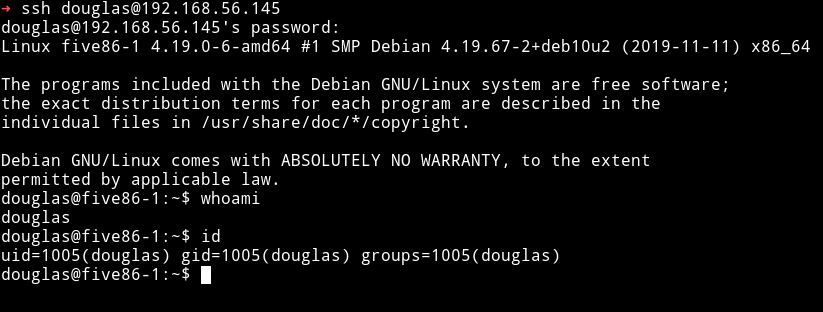 ➜ ssh douglas@192.168.56.145
douglas@192.168.56.145's password:
Linux five86-1 4.19.0-6-amd64 #1 SMP Debian 4.19.67-2+deb10u2 (2019-11-11) x86_64
The programs included with the Debian GNU/Linux system are free software;
the exact distribution terms for each program are described in the
individual files in /usr/share/doc/*/copyright.
Debian GNU/Linux comes with ABSOLUTELY NO WARRANTY, to the extent
permitted by applicable law.
douglas@five86-1:~$ whoami
douglas
douglas@five86-1:~$ id
uid=1005(douglas) gid=1005(douglas) groups=1005(douglas)
douglas@five86-1:~$